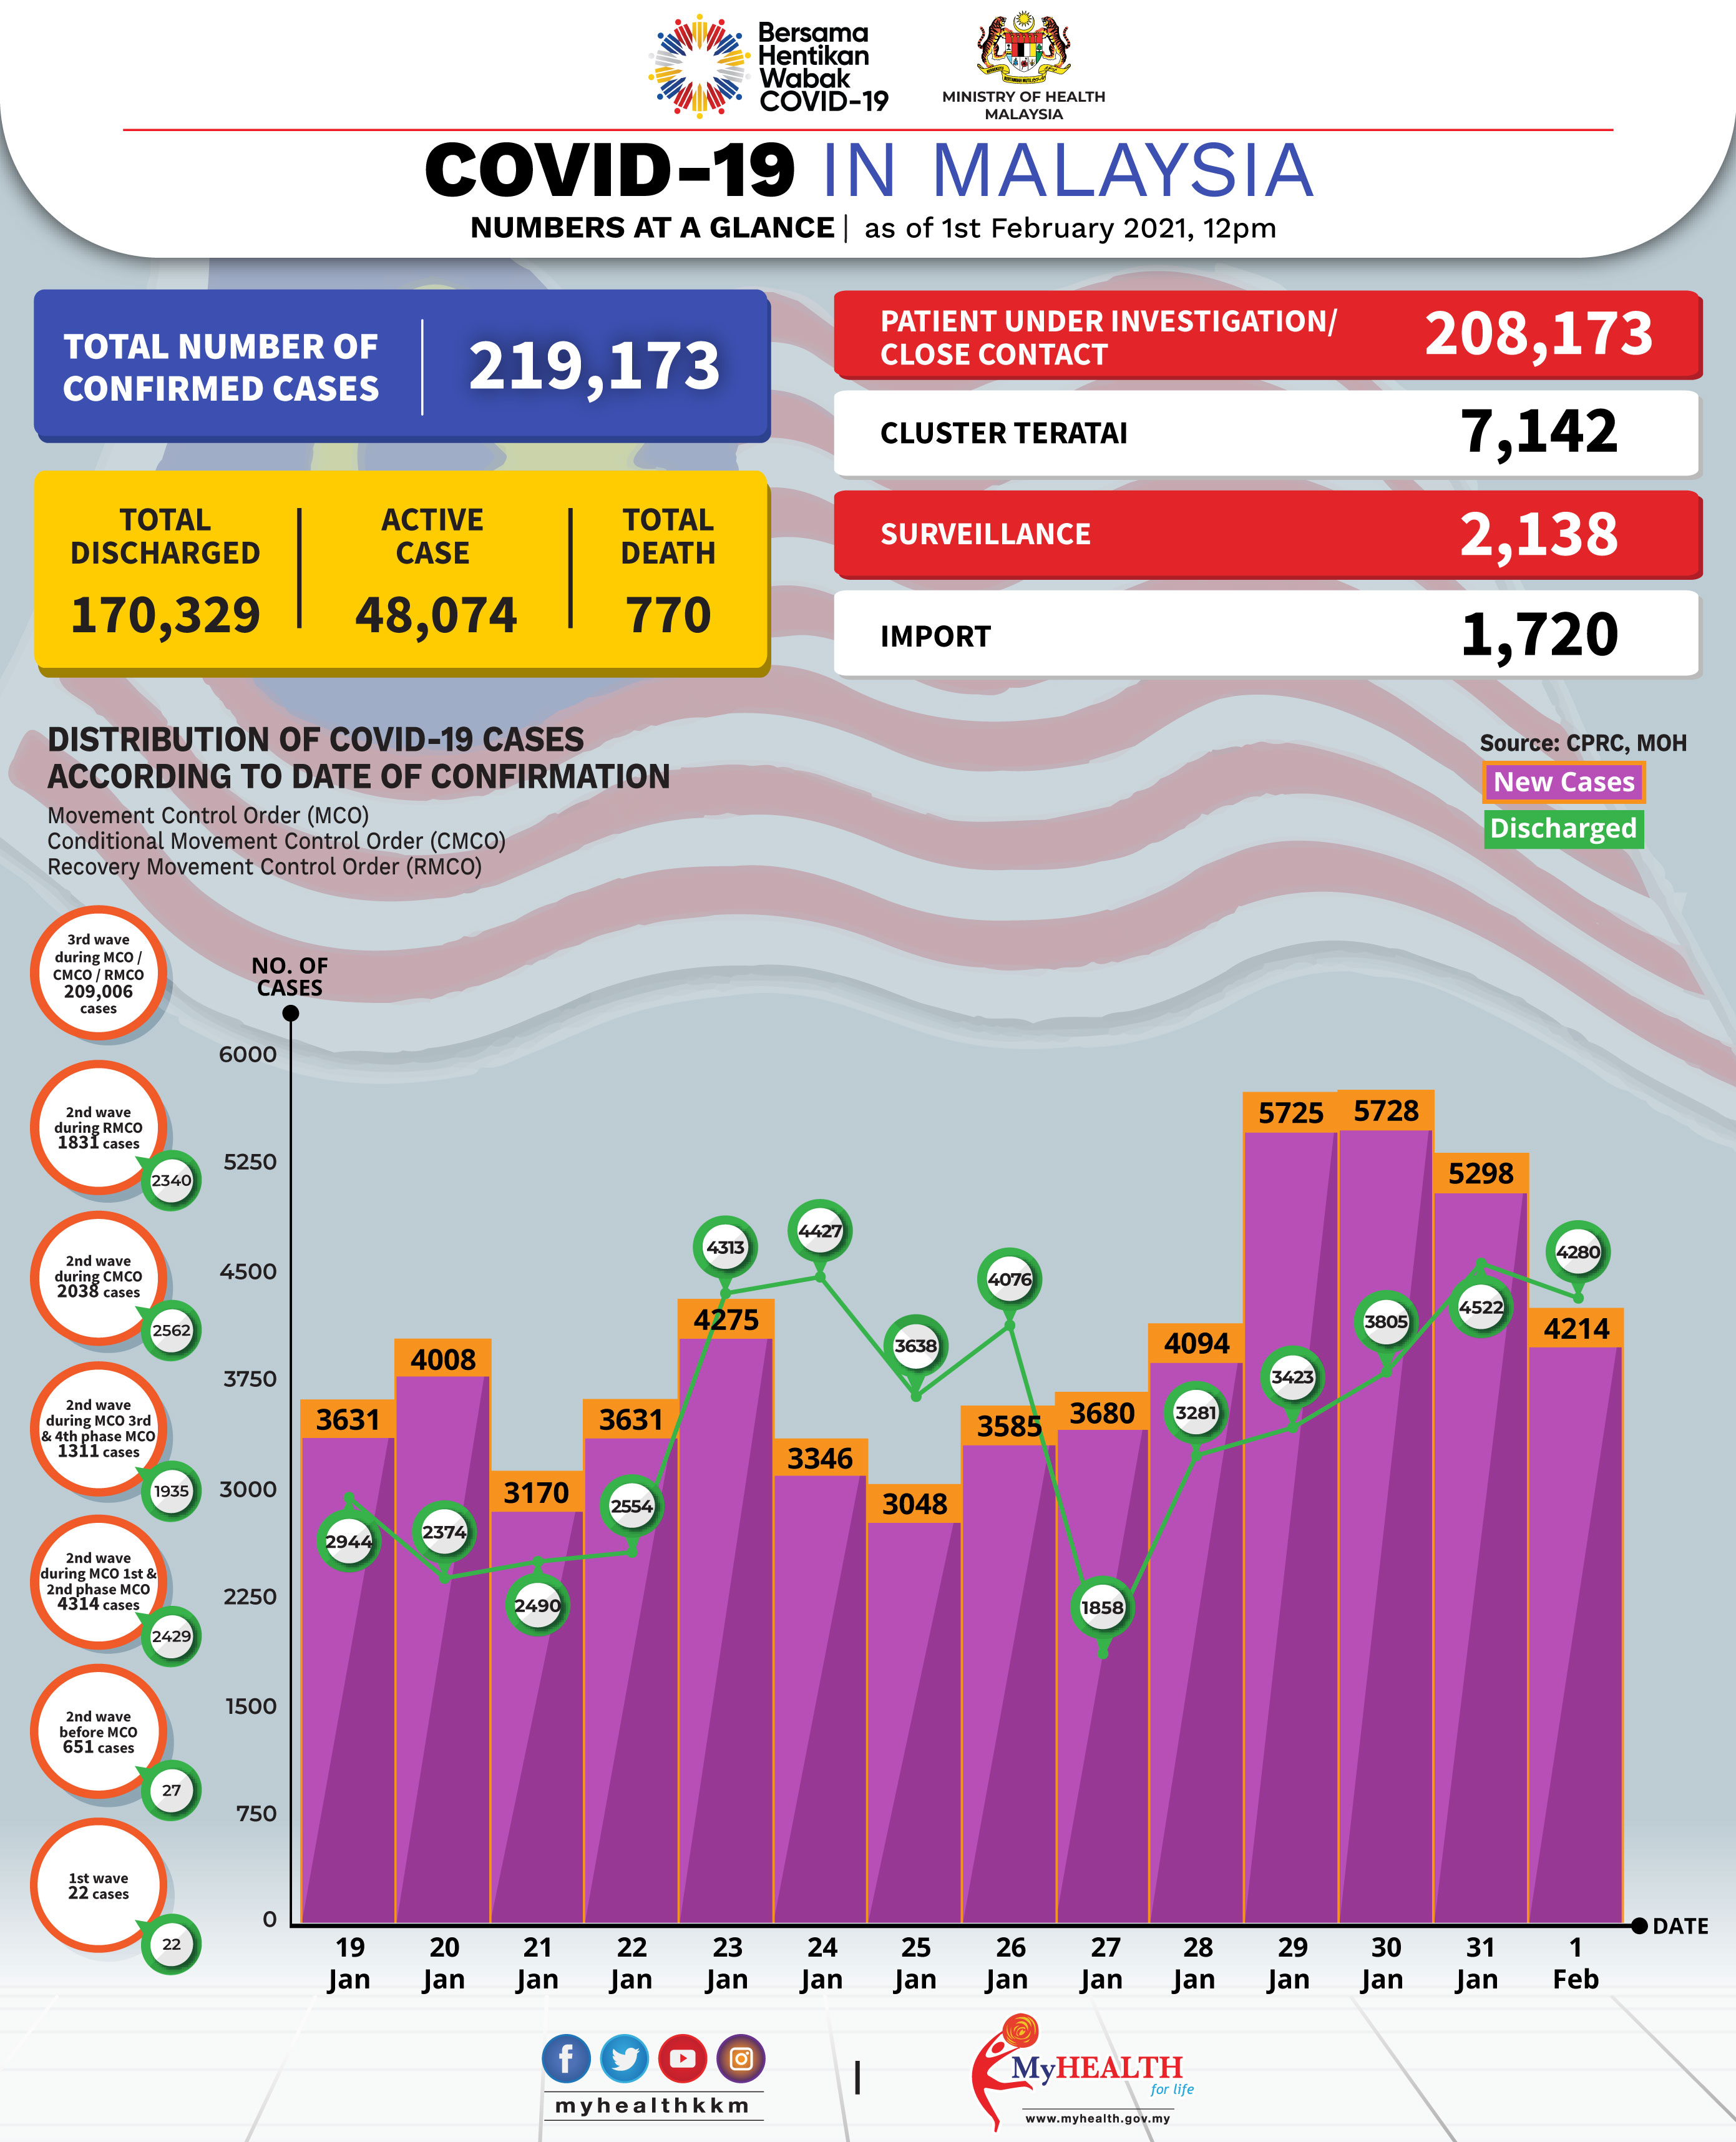 Bersama
Hentikan
Wabak
COVID-19
MINISTRY OF HEALTH
MALAYSIA
COVID-19 IN MALAYSIA
NUMBERS AT A GLANCE | as of 1st February 2021, 12pm
TOTAL NUMBER OF
CONFIRMED CASES
219,173
TOTAL
DISCHARGED
170,329
ACTIVE
CASE
48,074
TOTAL
DEATH
770
PATIENT UNDER INVESTIGATION/
CLOSE CONTACT
208,173
CLUSTER TERATAI
7,142
SURVEILLANCE
2,138
IMPORT
1,720
DISTRIBUTION OF COVID-19 CASES
ACCORDING TO DATE OF CONFIRMATION
Movement Control Order (MCO)
Conditional Movement Control Order (CMCO)
Recovery Movement Control Order (RMCO)
Source: CPRC, MOH
New Cases
Discharged
3rd wave
during MCO /
CMCO / RMCO
209,006
cases
2nd wave
during RMCO
1831 cases
2340
2nd wave
during CMCO
2038 cases
2562
2nd wave
during MCO 3rd
& 4th phase MCO
1311 cases
1935
2nd wave
during MCO 1st &
2nd phase MCO
4314 cases
2429
2nd wave
before MCO
651 cases
27
1st wave
22 cases
22
NO. OF
CASES
6000
5250
4500
3750
3000
2250
1500
750
0
3631
4008
3170
3631
4275
3346
3048
3585
3680
4094
5725
5728
5298
4214
2944
2374
2490
2554
4313
4427
3638
4076
1858
3281
3423
3805
4522
4280
19
Jan
20
Jan
21
Jan
22
Jan
23
Jan
24
Jan
25
Jan
26
Jan
27
Jan
28
Jan
29
Jan
30
Jan
31
Jan
1
Feb
DATE
myhealthkkm
MyHEALTH
for life
www.myhealth.gov.my